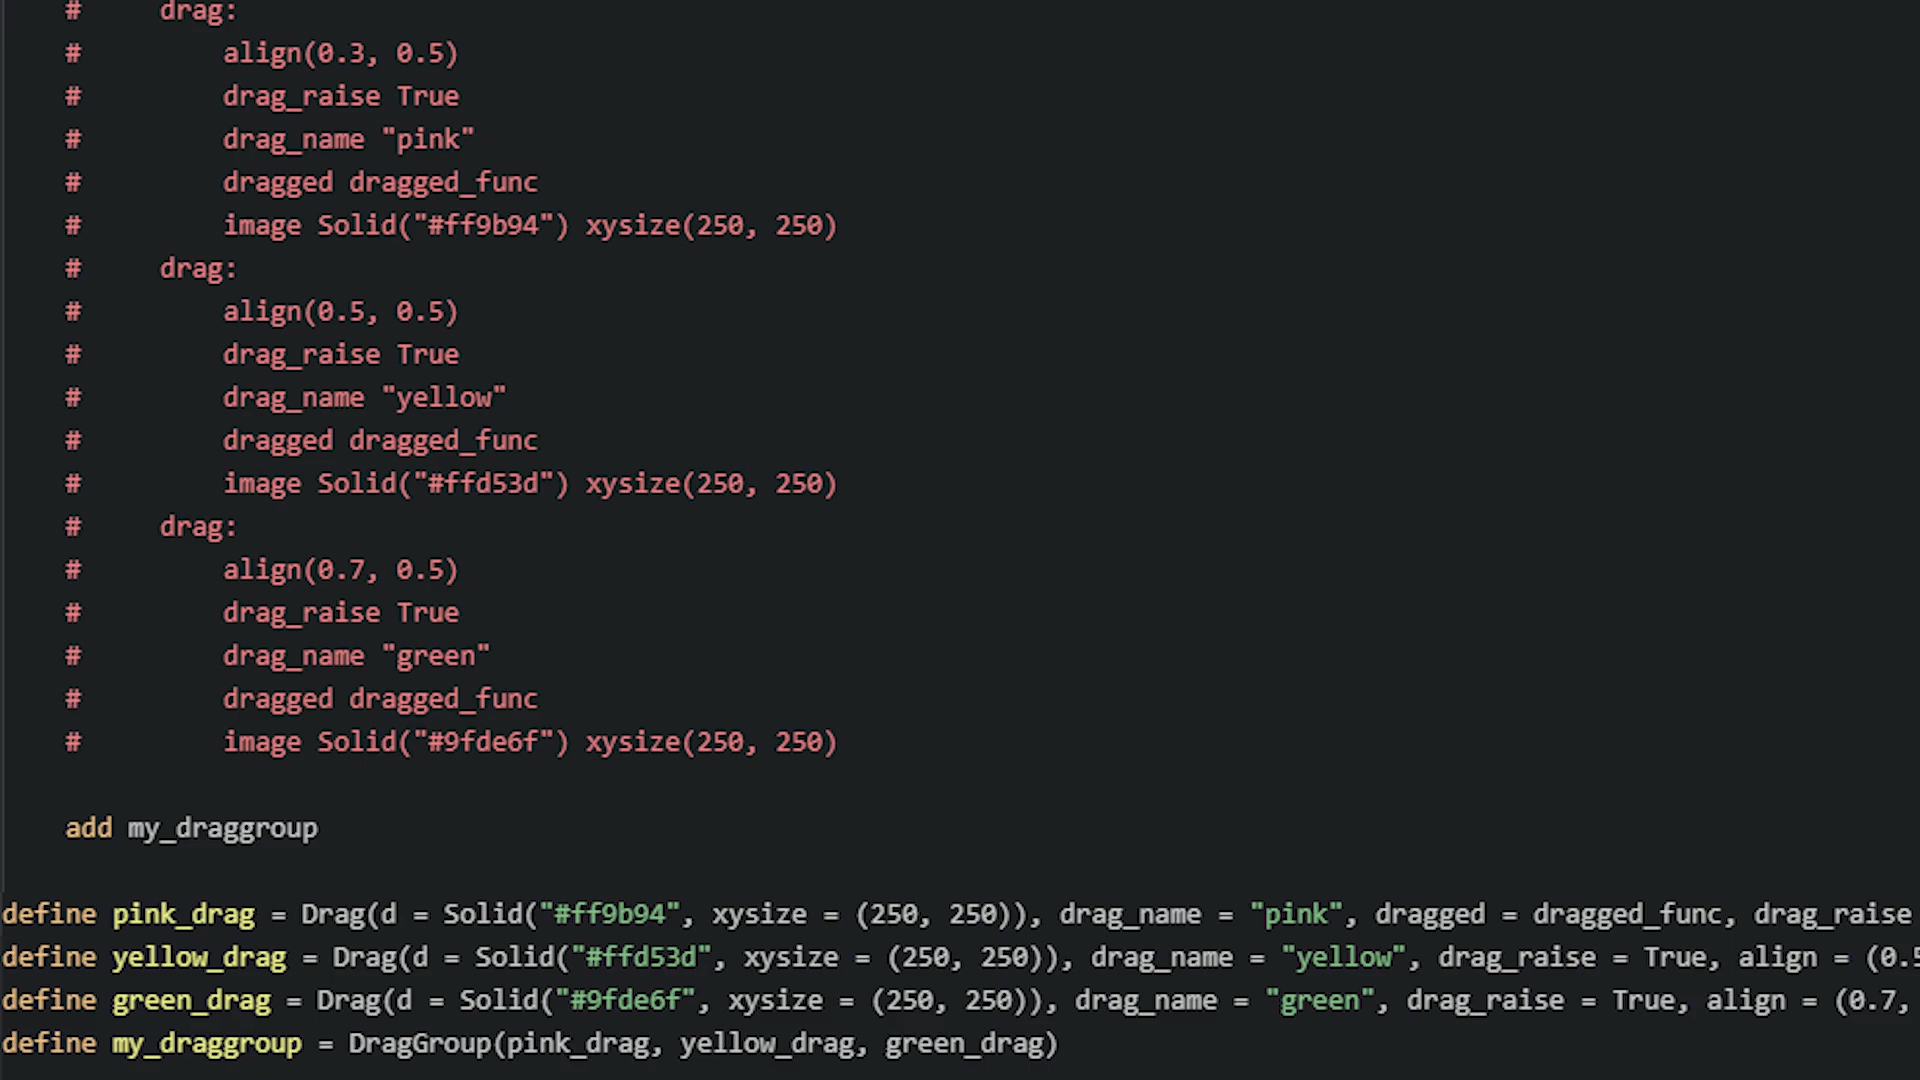 #     drag:
#         align(0.3, 0.5)
#         drag_raise True
#         drag_name "pink"
#         dragged dragged_func
#         image Solid("#ff9b94") xysize(250, 250)
#     drag:
#         align(0.5, 0.5)
#         drag_raise True
#         drag_name "yellow"
#         dragged dragged_func
#         image Solid("#ffd53d") xysize(250, 250)
#     drag:
#         align(0.7, 0.5)
#         drag_raise True
#         drag_name "green"
#         dragged dragged_func
#         image Solid("#9fde6f") xysize(250, 250)
add my_draggroup
define pink_drag = Drag(d = Solid("#ff9b94", xysize = (250, 250)), drag_name = "pink", dragged = dragged_func, drag_raise
define yellow_drag = Drag(d = Solid("#ffd53d", xysize = (250, 250)), drag_name = "yellow", drag_raise = True, align = (0.5
define green_drag = Drag(d = Solid("#9fde6f", xysize = (250, 250)), drag_name = "green", drag_raise = True, align = (0.7,
define my_draggroup = DragGroup(pink_drag, yellow_drag, green_drag)